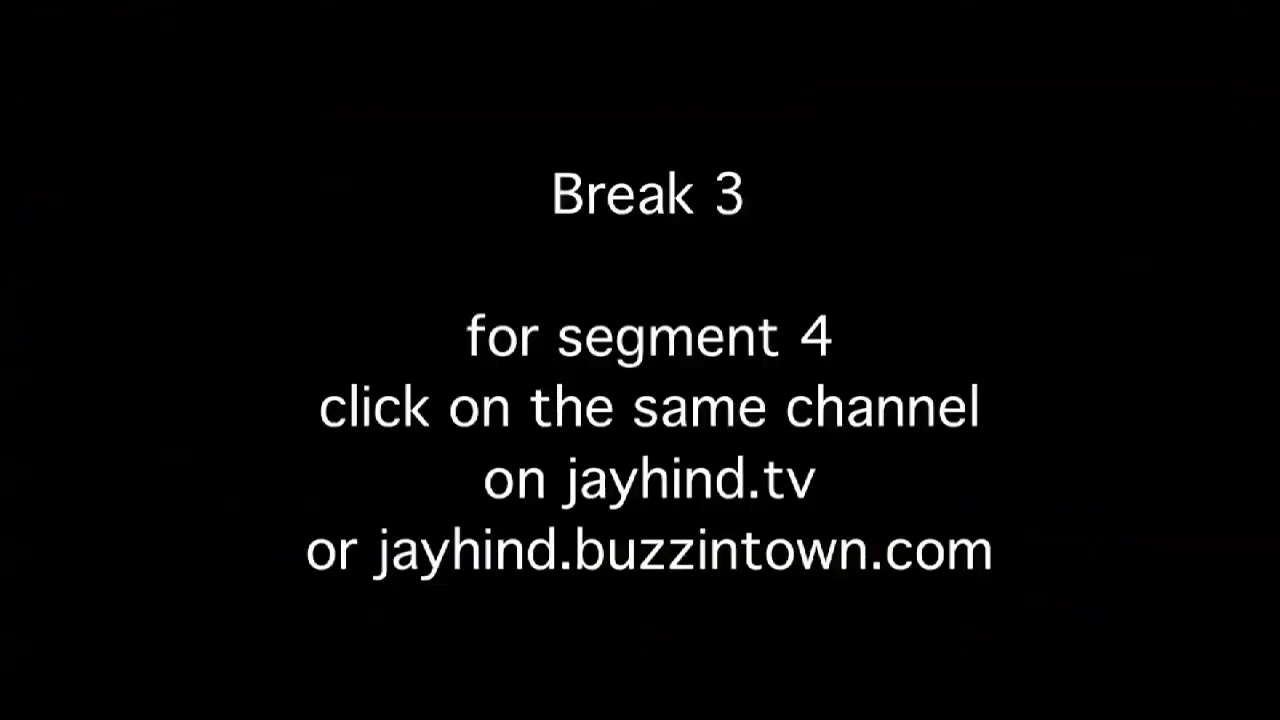 Break 3
for segment 4
click on the same channel
on jayhind.tv
or jayhind.buzzintown.com